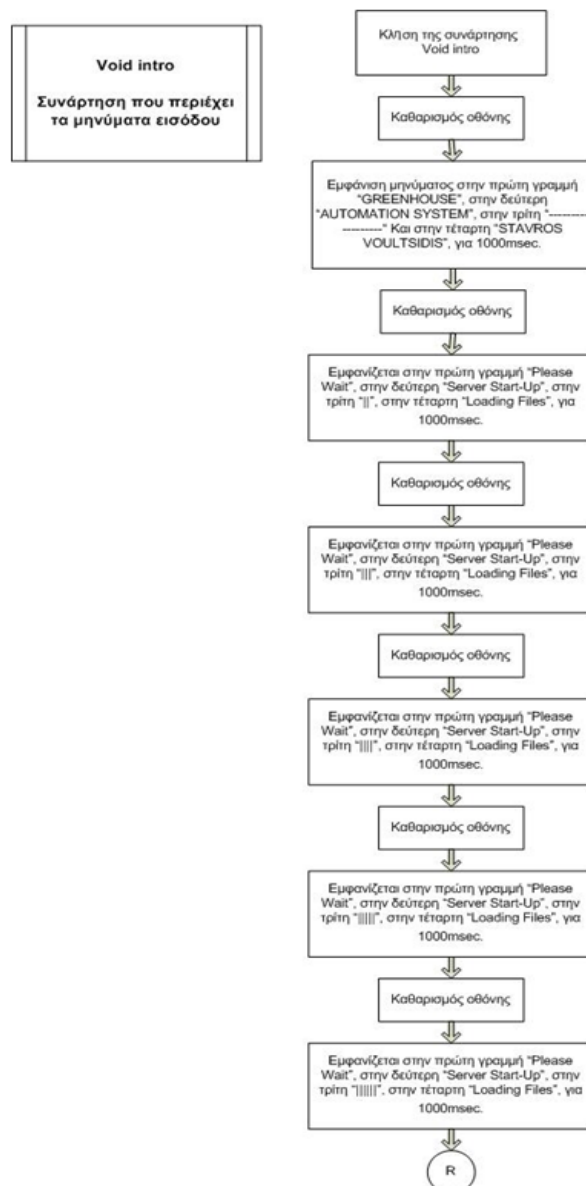 Void intro
Συνάρτηση που περιέχει
τα μηνύματα εισόδου
Κλήση της συνάρτησης
Void intro
Καθαρισμός οθόνης
Εμφάνιση μηνύματος στην πρώτη γραμμή
“GREENHOUSE”, στην δεύτερη
“AUTOMATION SYSTEM”, στην τρίτη “---------
----------“ Και στην τέταρτη “STAVROS
VOULTSIDIS”, για 1000msec.
Καθαρισμός οθόνης
Εμφανίζεται στην πρώτη γραμμή “Please
Wait”, στην δεύτερη “Server Start-Up”, στην
τρίτη “||”, στην τέταρτη “Loading Files”, για
1000msec.
Καθαρισμός οθόνης
Εμφανίζεται στην πρώτη γραμμή “Please
Wait”, στην δεύτερη “Server Start-Up”, στην
τρίτη “|||”, στην τέταρτη “Loading Files”, για
1000msec.
Καθαρισμός οθόνης
Εμφανίζεται στην πρώτη γραμμή “Please
Wait”, στην δεύτερη “Server Start-Up”, στην
τρίτη “||||”, στην τέταρτη “Loading Files”, για
1000msec.
Καθαρισμός οθόνης
Εμφανίζεται στην πρώτη γραμμή “Please
Wait”, στην δεύτερη “Server Start-Up”, στην
τρίτη “|||||”, στην τέταρτη “Loading Files”, για
1000msec.
Καθαρισμός οθόνης
Εμφανίζεται στην πρώτη γραμμή “Please
Wait”, στην δεύτερη “Server Start-Up”, στην
τρίτη “||||||”, στην τέταρτη “Loading Files”, για
1000msec.
R